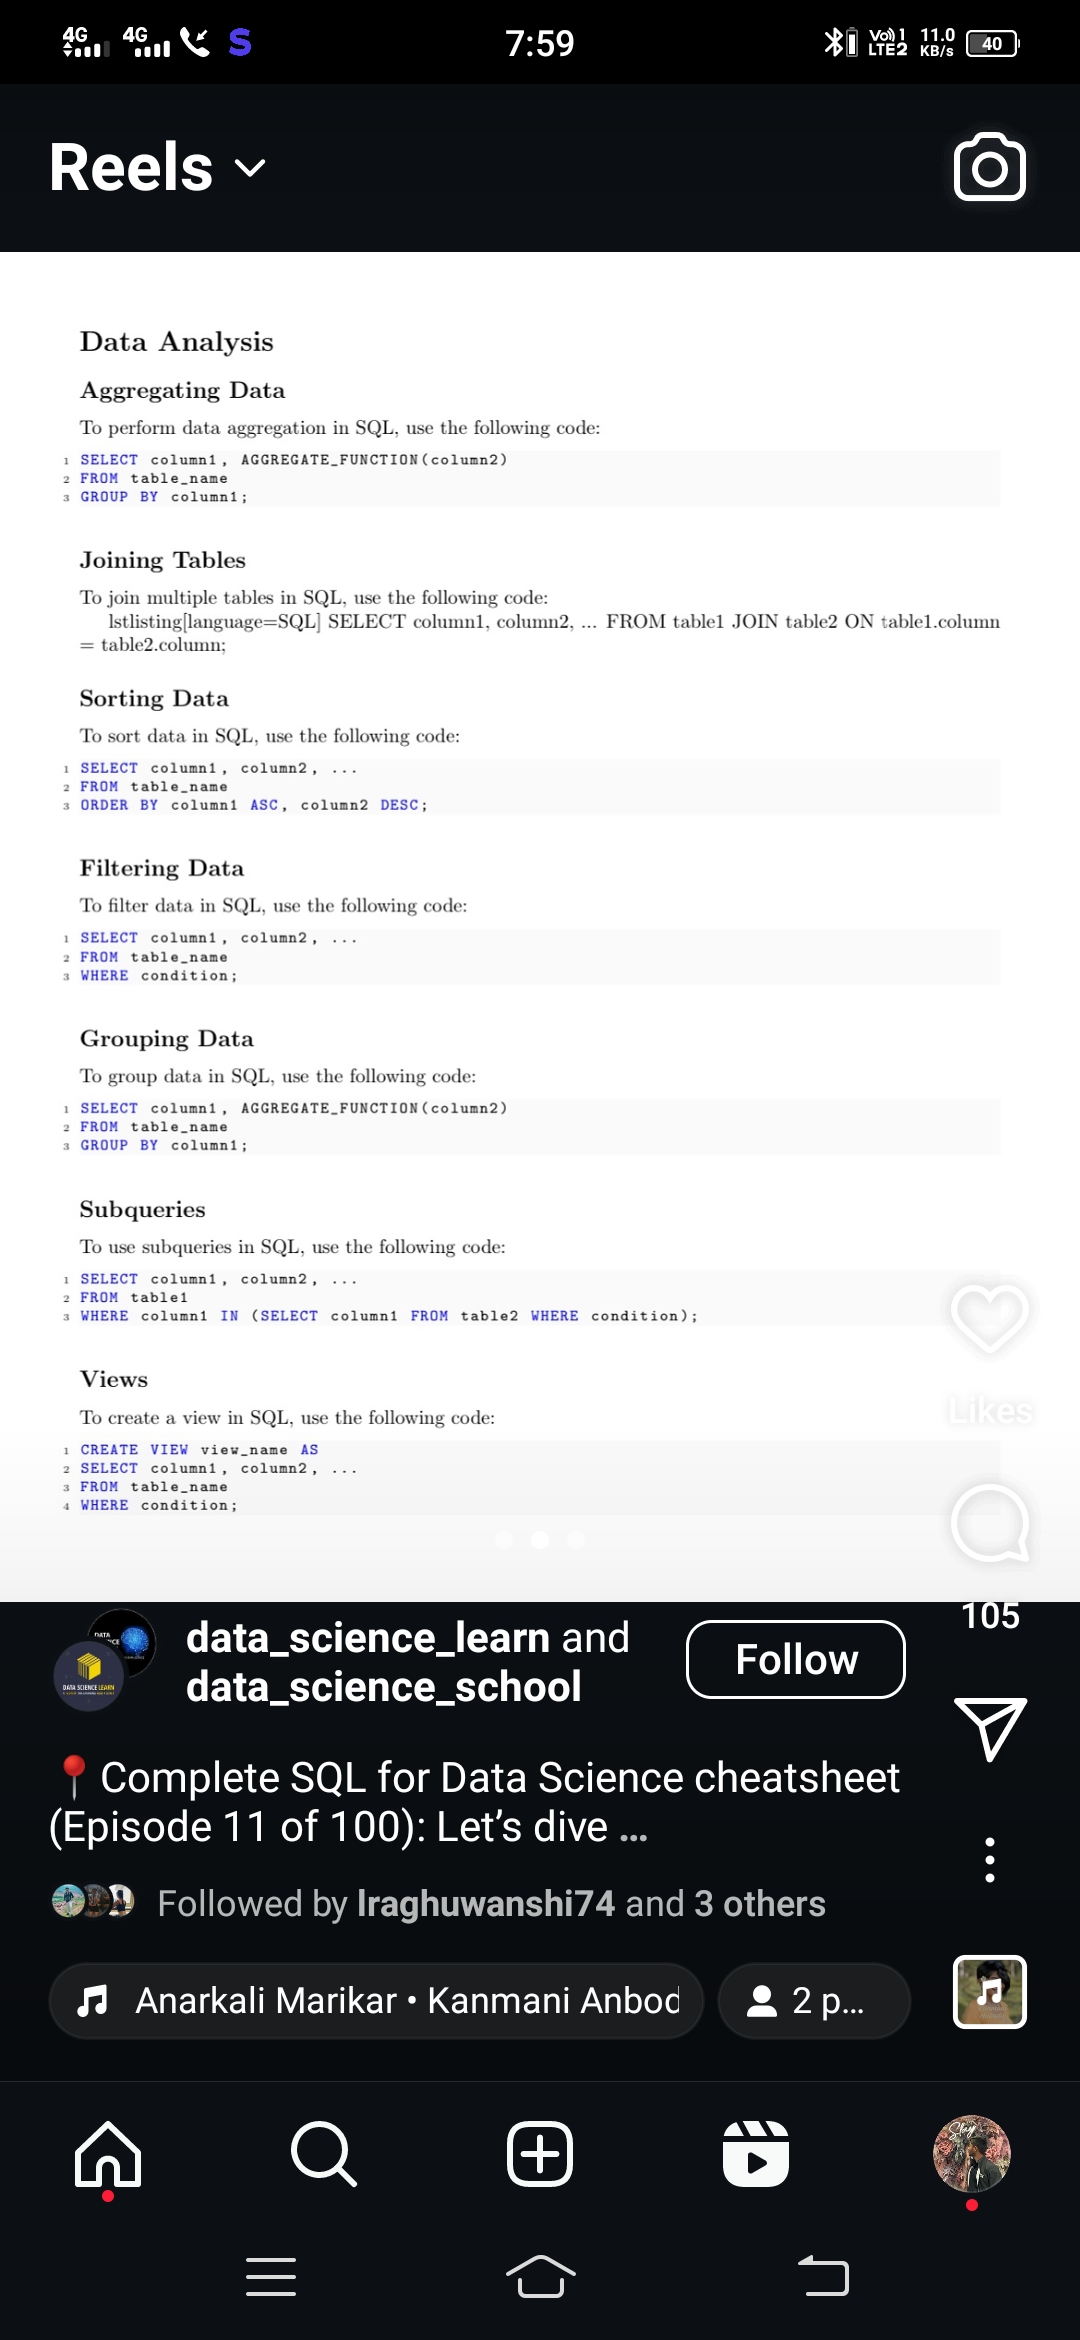 4G 4G S 7:59 Vo) 1 LTE2 11.0 KB/s 40
Reels
Data Analysis
Aggregating Data
To perform data aggregation in SQL, use the following code:
1 SELECT column1, AGGREGATE_FUNCTION(column2)
2 FROM table_name
3 GROUP BY column1;
Joining Tables
To join multiple tables in SQL, use the following code:
lstlisting[language=SQL] SELECT column1, column2, ... FROM table1 JOIN table2 ON table1.column
= table2.column;
Sorting Data
To sort data in SQL, use the following code:
1 SELECT column1, column2, ...
2 FROM table_name
3 ORDER BY column1 ASC, column2 DESC;
Filtering Data
To filter data in SQL, use the following code:
1 SELECT column1, column2, ...
2 FROM table_name
3 WHERE condition;
Grouping Data
To group data in SQL, use the following code:
1 SELECT column1, AGGREGATE_FUNCTION(column2)
2 FROM table_name
3 GROUP BY column1;
Subqueries
To use subqueries in SQL, use the following code:
1 SELECT column1, column2, ...
2 FROM table1
3 WHERE column1 IN (SELECT column1 FROM table2 WHERE condition);
Views
To create a view in SQL, use the following code:
1 CREATE VIEW view_name AS
2 SELECT column1, column2, ...
3 FROM table_name
4 WHERE condition;
Likes
105
DATA SCIENCE LEARN
data_science_learn and
data_science_school
Follow
📍 Complete SQL for Data Science cheatsheet
(Episode 11 of 100): Let’s dive ...
Followed by lraghuwanshi74 and 3 others
Anarkali Marikar • Kanmani Anbod
2 p...